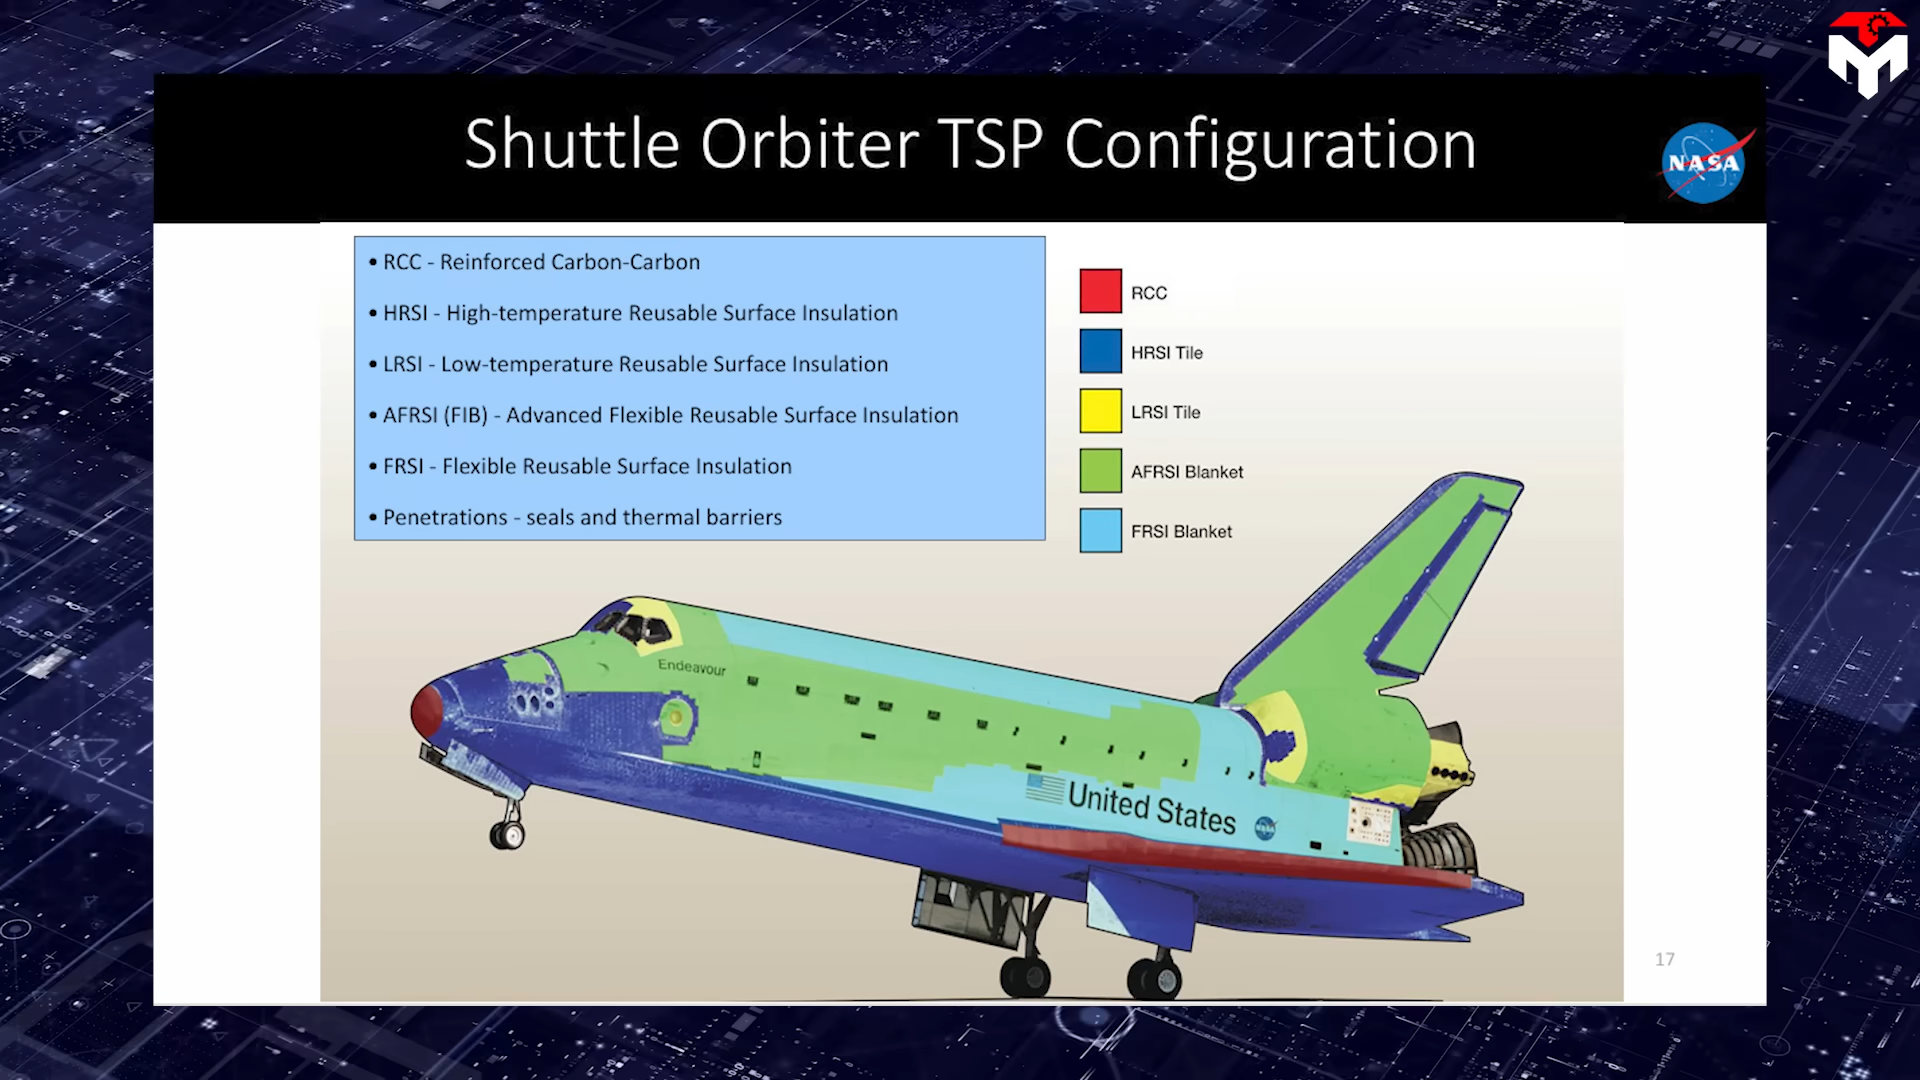 Shuttle Orbiter TSP Configuration
NASA
• RCC - Reinforced Carbon-Carbon
• HRSI - High-temperature Reusable Surface Insulation
• LRSI - Low-temperature Reusable Surface Insulation
• AFRSI (FIB) - Advanced Flexible Reusable Surface Insulation
• FRSI - Flexible Reusable Surface Insulation
• Penetrations - seals and thermal barriers
RCC
HRSI Tile
LRSI Tile
AFRSI Blanket
FRSI Blanket
Endeavour
United States
NASA
17